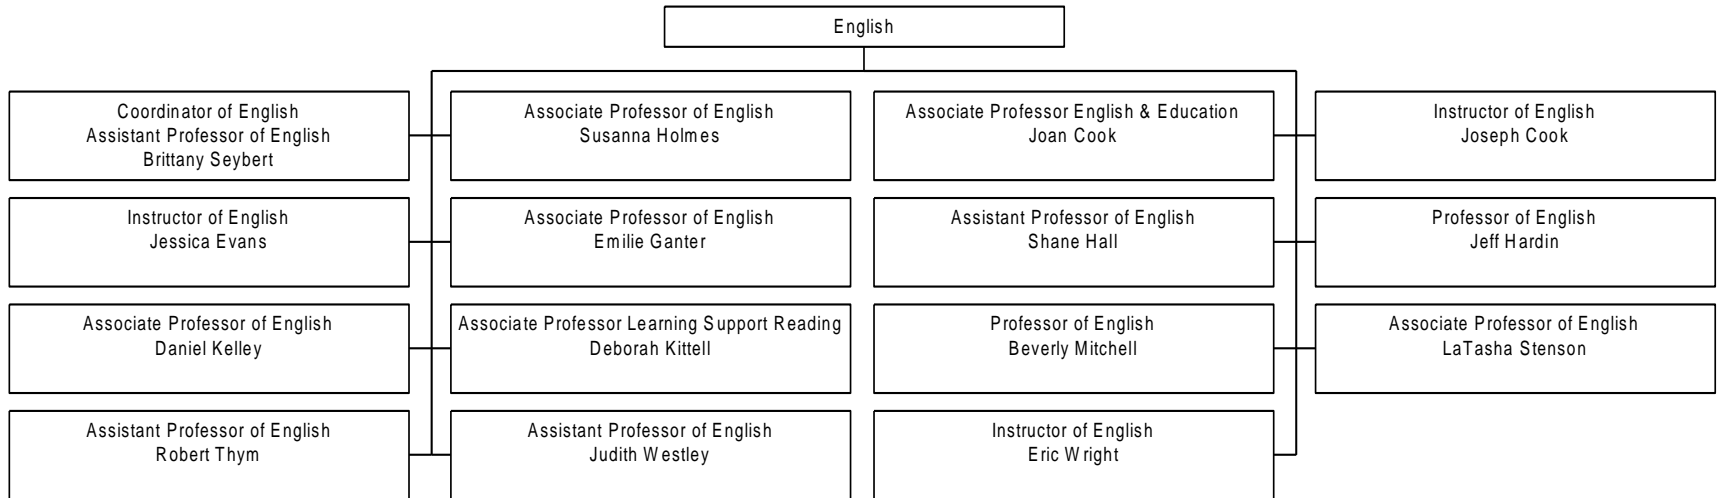 English
Coordinator of English
Assistant Professor of English
Brittany Seybert
Associate Professor of English
Susanna Holmes
Associate Professor English & Education
Joan Cook
Instructor of English
Joseph Cook
Instructor of English
Jessica Evans
Associate Professor of English
Emilie Ganter
Assistant Professor of English
Shane Hall
Professor of English
Jeff Hardin
Associate Professor of English
Daniel Kelley
Associate Professor Learning Support Reading
Deborah Kittell
Professor of English
Beverly Mitchell
Associate Professor of English
LaTasha Stenson
Assistant Professor of English
Robert Thym
Assistant Professor of English
Judith Westley
Instructor of English
Eric Wright